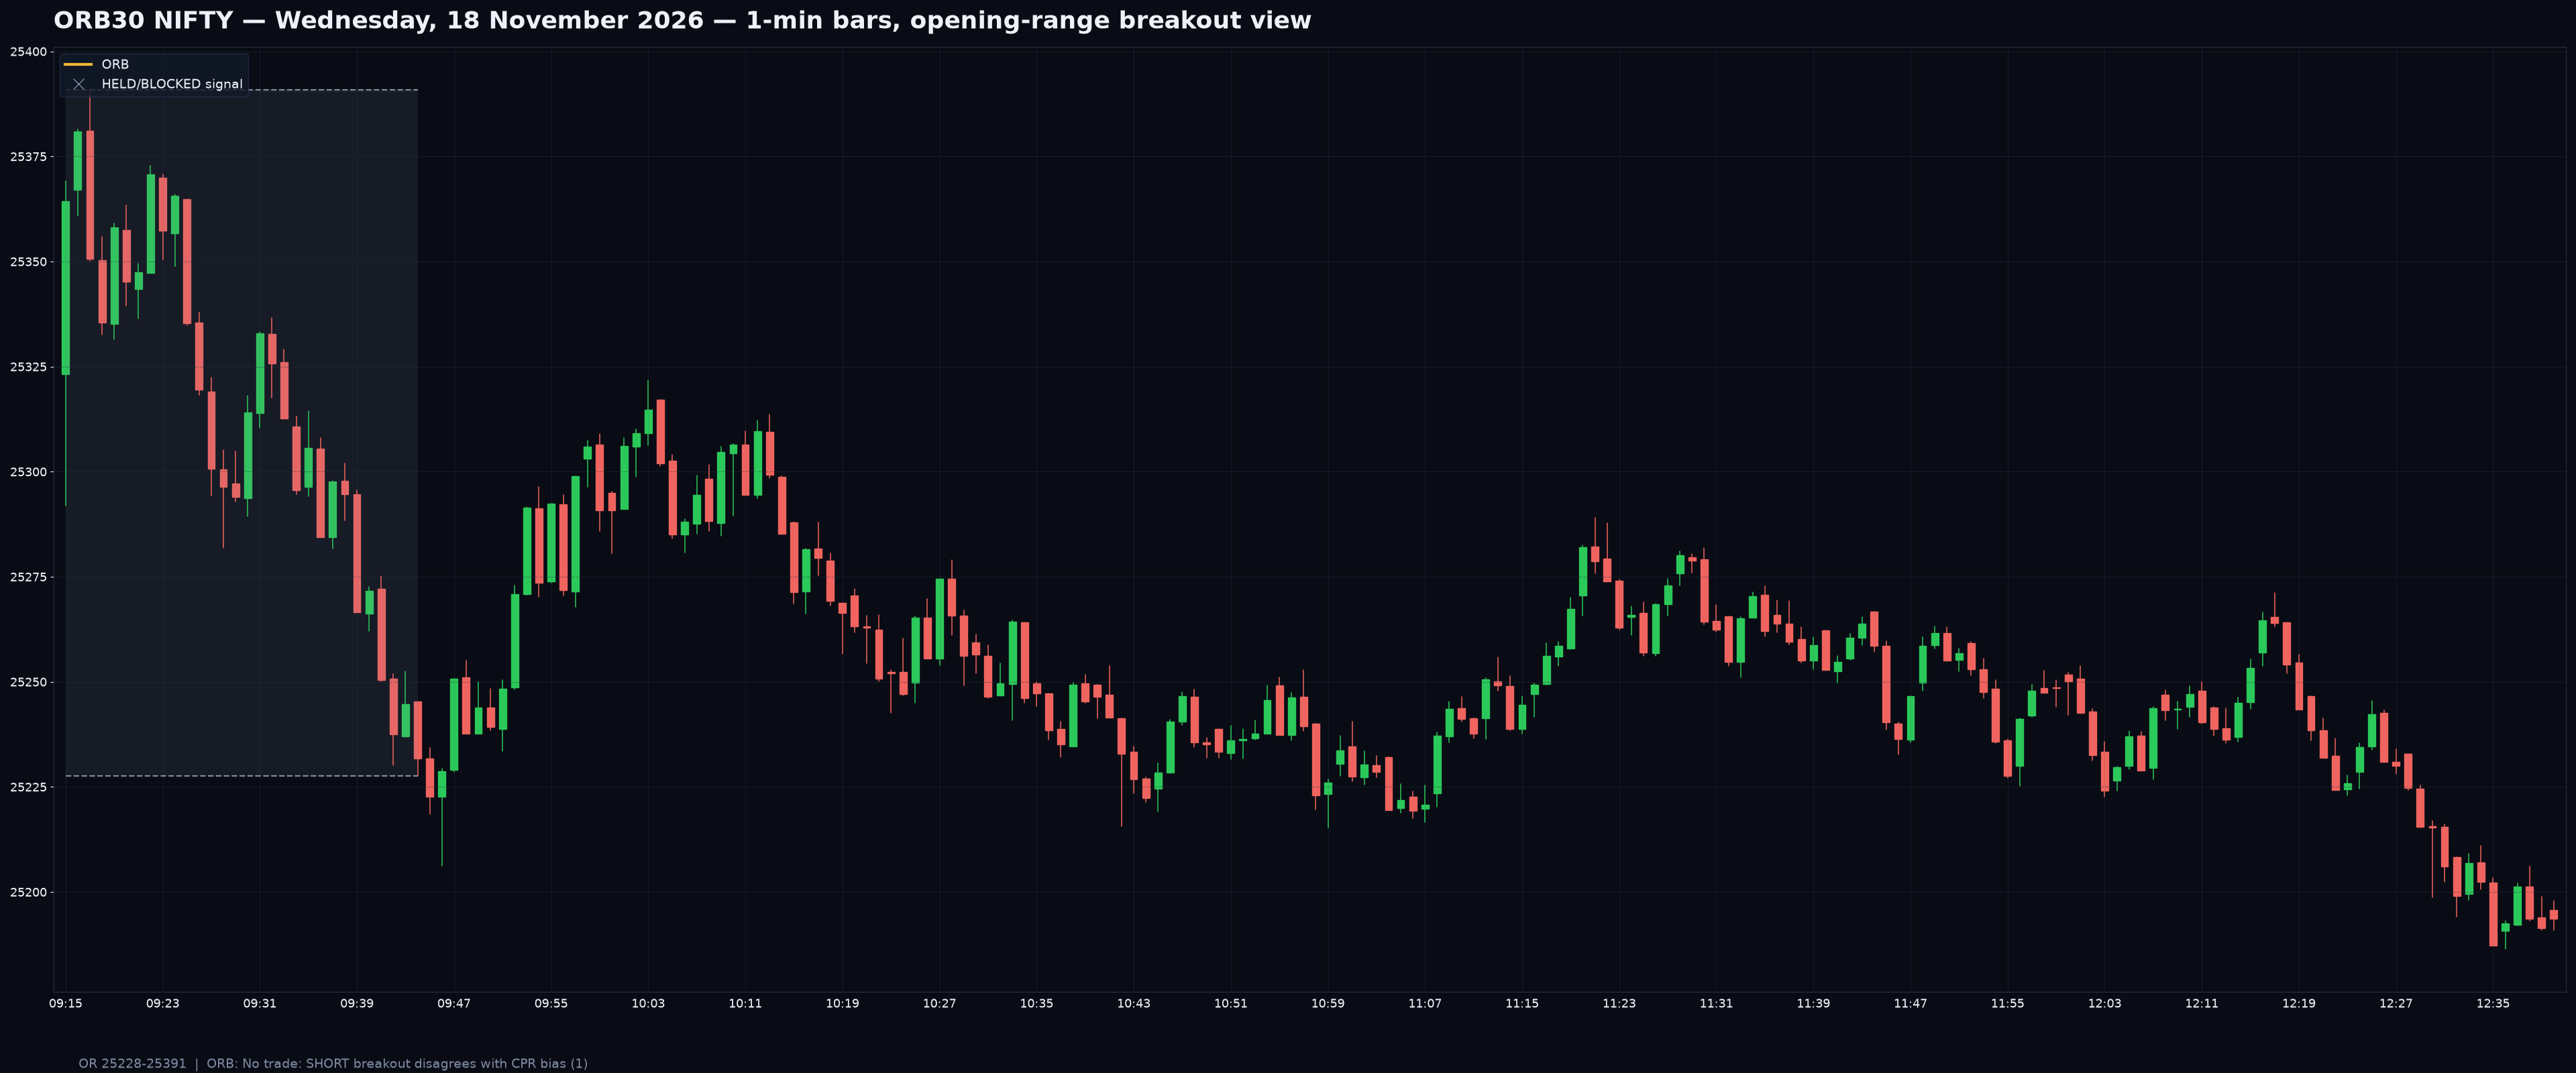 ORB30 NIFTY — Wednesday, 18 November 2026 — 1-min bars, opening-range breakout view
25400
ORB
HELD/BLOCKED signal
25375
25350
25325
25300
25275
25250
25225
25200
09:15 09:23 09:31 09:39 09:47 09:55 10:03 10:11 10:19 10:27 10:35 10:43 10:51 10:59 11:07 11:15 11:23 11:31 11:39 11:47 11:55 12:03 12:11 12:19 12:27 12:35
OR 25228-25391 | ORB: No trade: SHORT breakout disagrees with CPR bias (1)